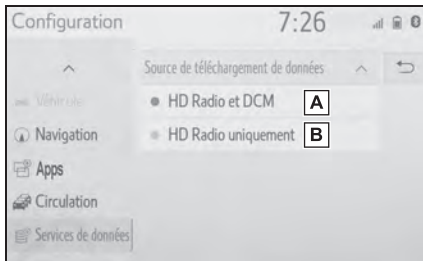 Configuration 7:26
Source de téléchargement de données
Véhicule
HD Radio et DCM A
Navigation
HD Radio uniquement B
Apps
Circulation
Services de données